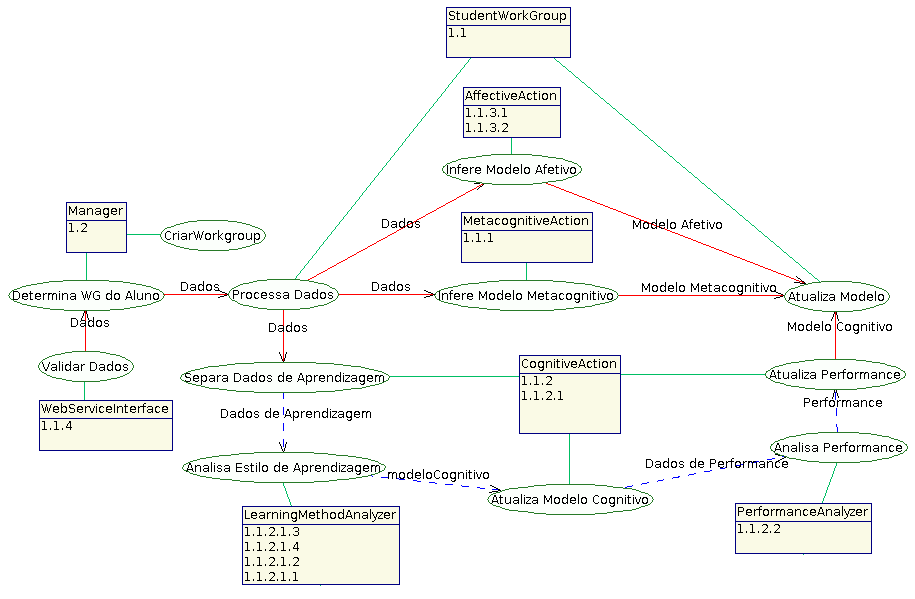 StudentWorkGroup
1.1
AffectiveAction
1.1.3.1
1.1.3.2
Infere Modelo Afetivo
Manager
1.2
CriarWorkgroup
Dados
MetacognitiveAction
1.1.1
Modelo Afetivo
Determina WG do Aluno
Dados
Processa Dados
Dados
Infere Modelo Metacognitivo
Modelo Metacognitivo
Atualiza Modelo
Dados
Dados
Modelo Cognitivo
Validar Dados
Separa Dados de Aprendizagem
CognitiveAction
1.1.2
1.1.2.1
Atualiza Performance
WebServiceInterface
1.1.4
Dados de Aprendizagem
Performance
Analisa Estilo de Aprendizagem
modeloCognitivo
Dados de Performance
Analisa Performance
Atualiza Modelo Cognitivo
LearningMethodAnalyzer
1.1.2.1.3
1.1.2.1.4
1.1.2.1.2
1.1.2.1.1
PerformanceAnalyzer
1.1.2.2